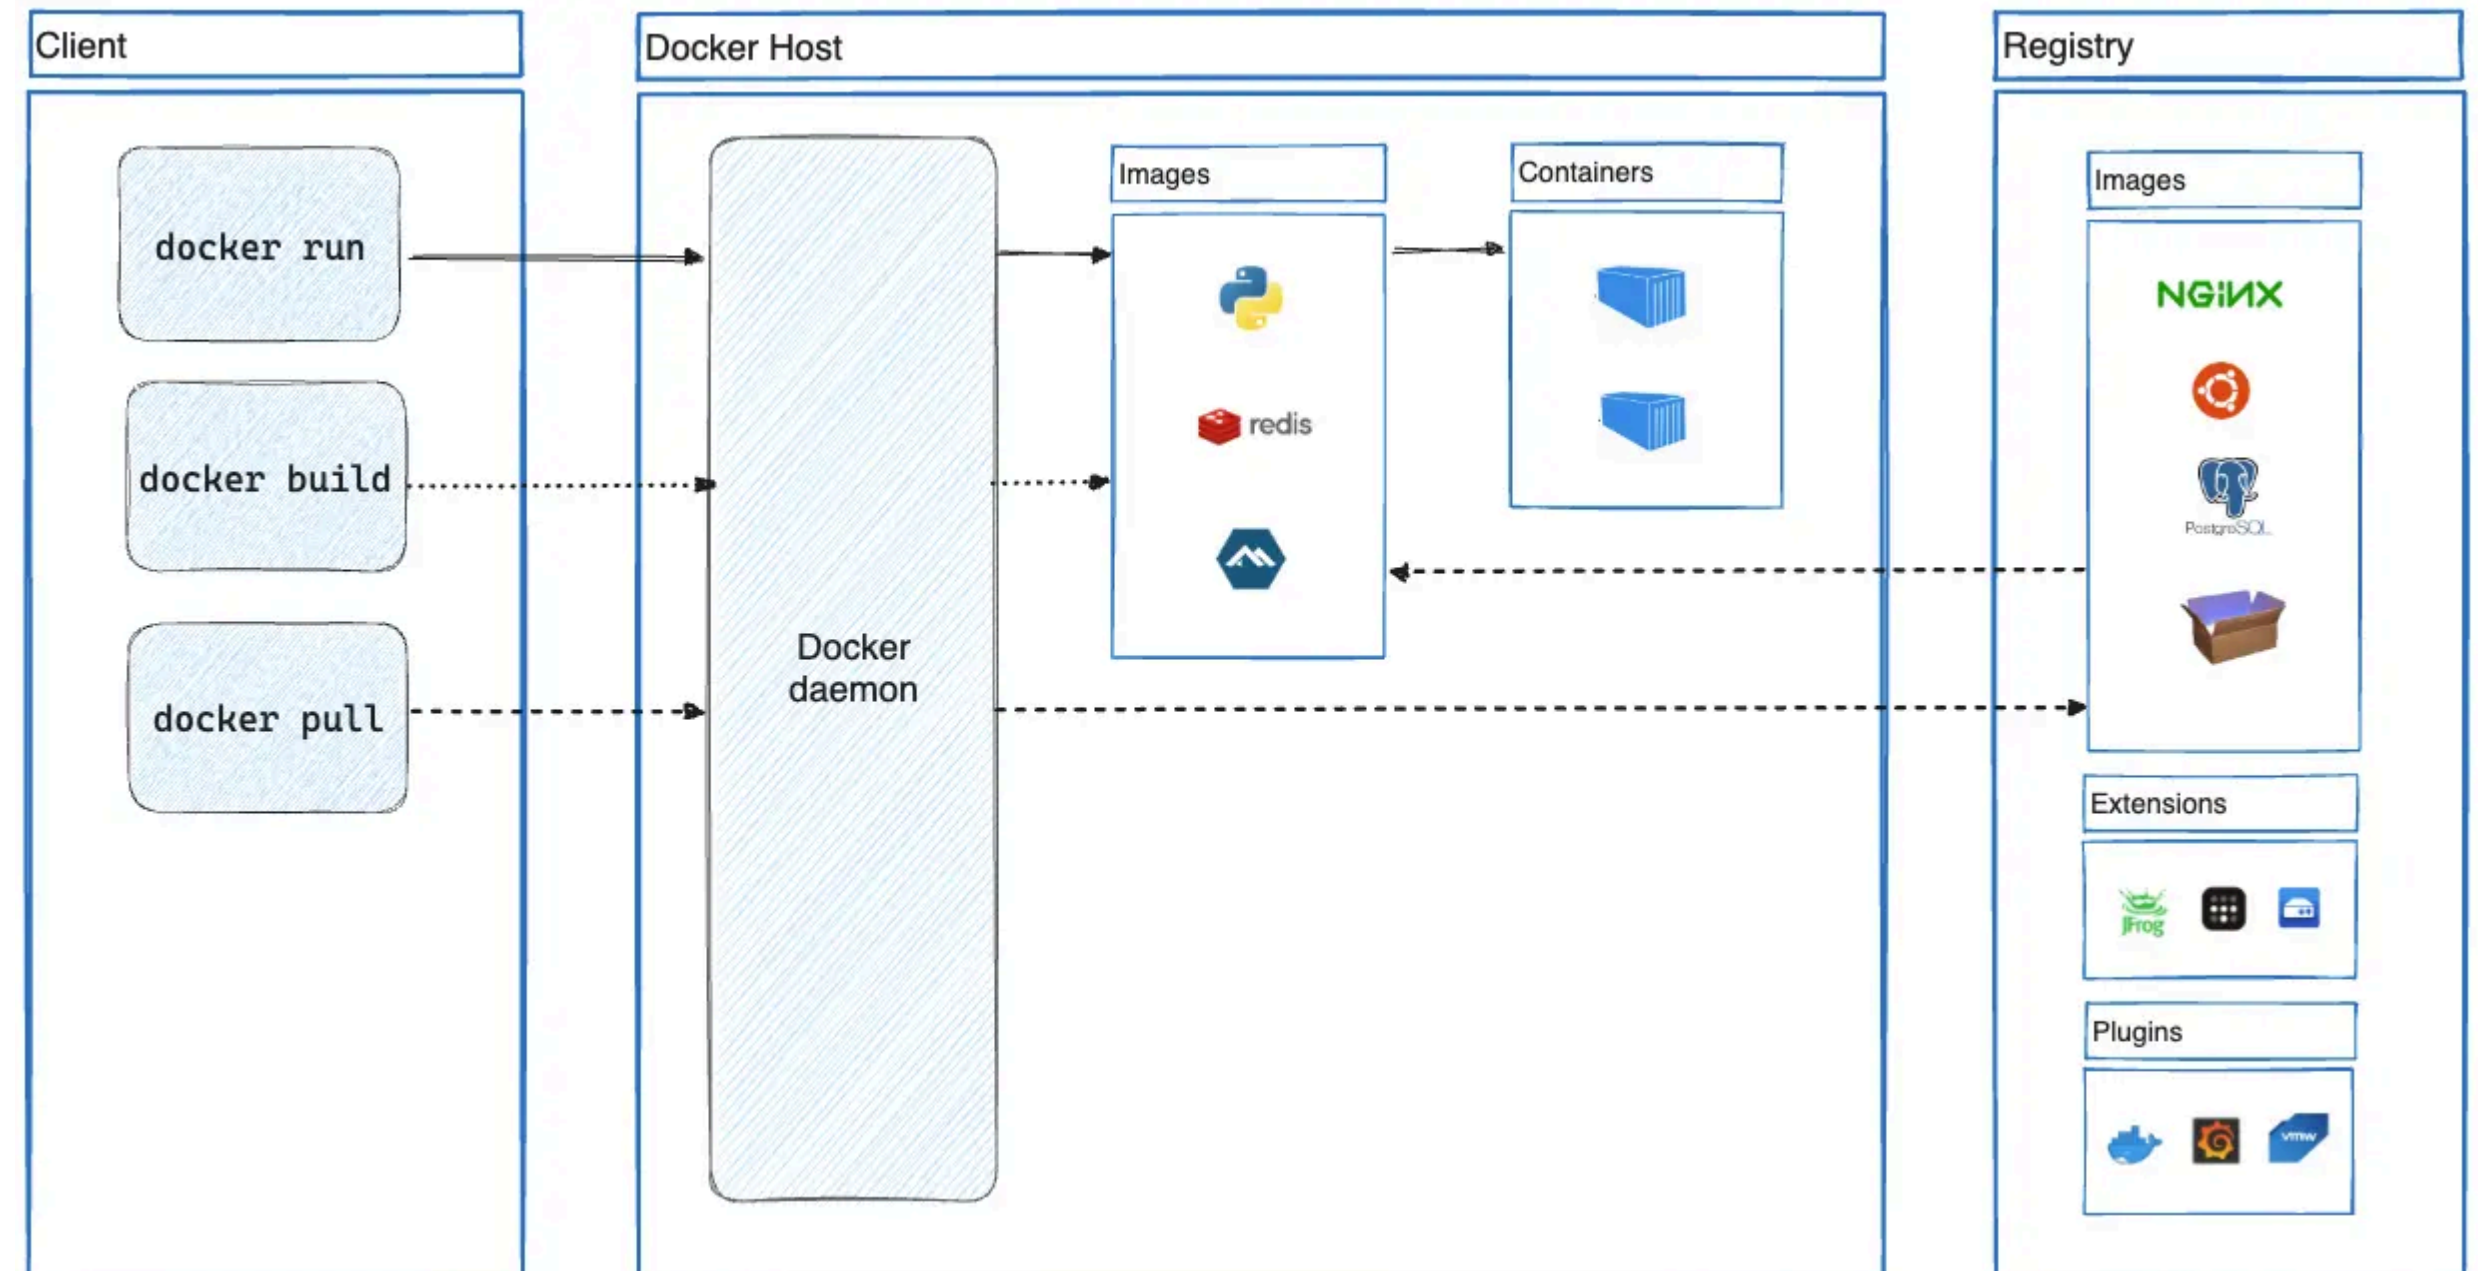 Client
docker run
docker build
docker pull
Docker Host
Docker
daemon
Images
redis
Containers
Registry
Images
NGiNX
PostgreSQL
Extensions
JFrog
Plugins
vmw